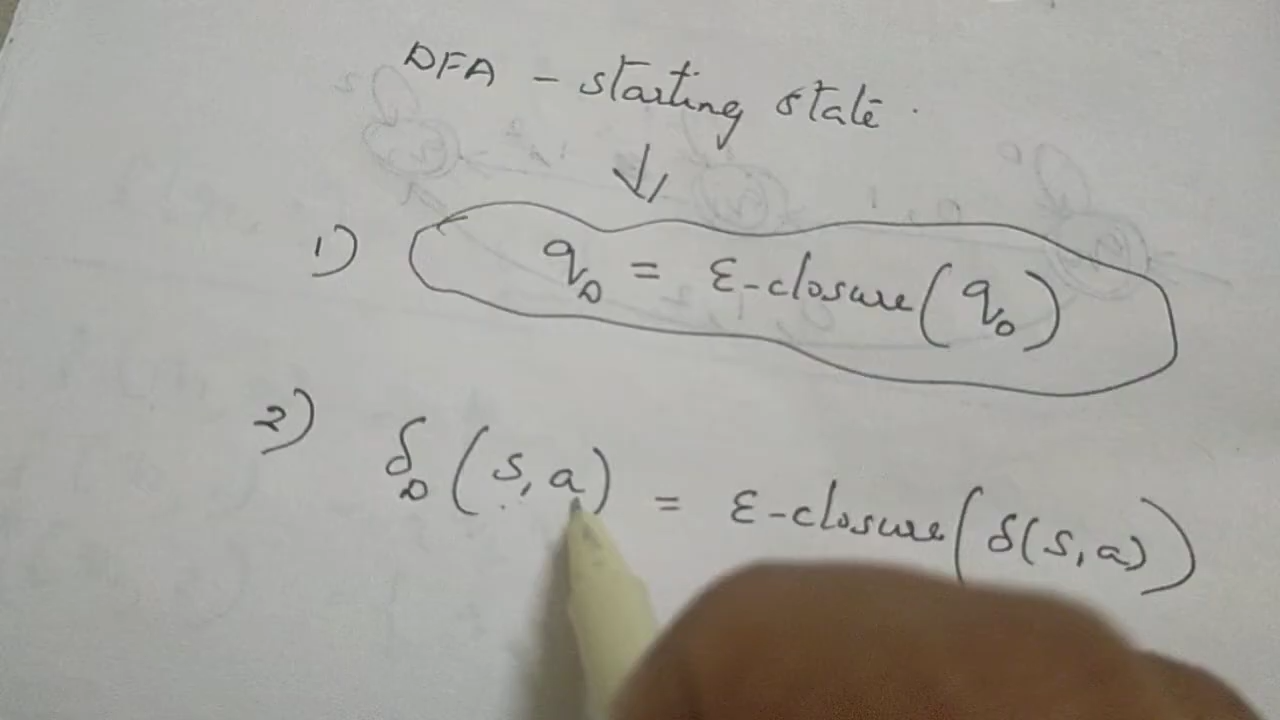 DFA - starting state.
1) q_D = ε-closure(q_0)
2) δ_D(s, a) = ε-closure(δ(s, a))